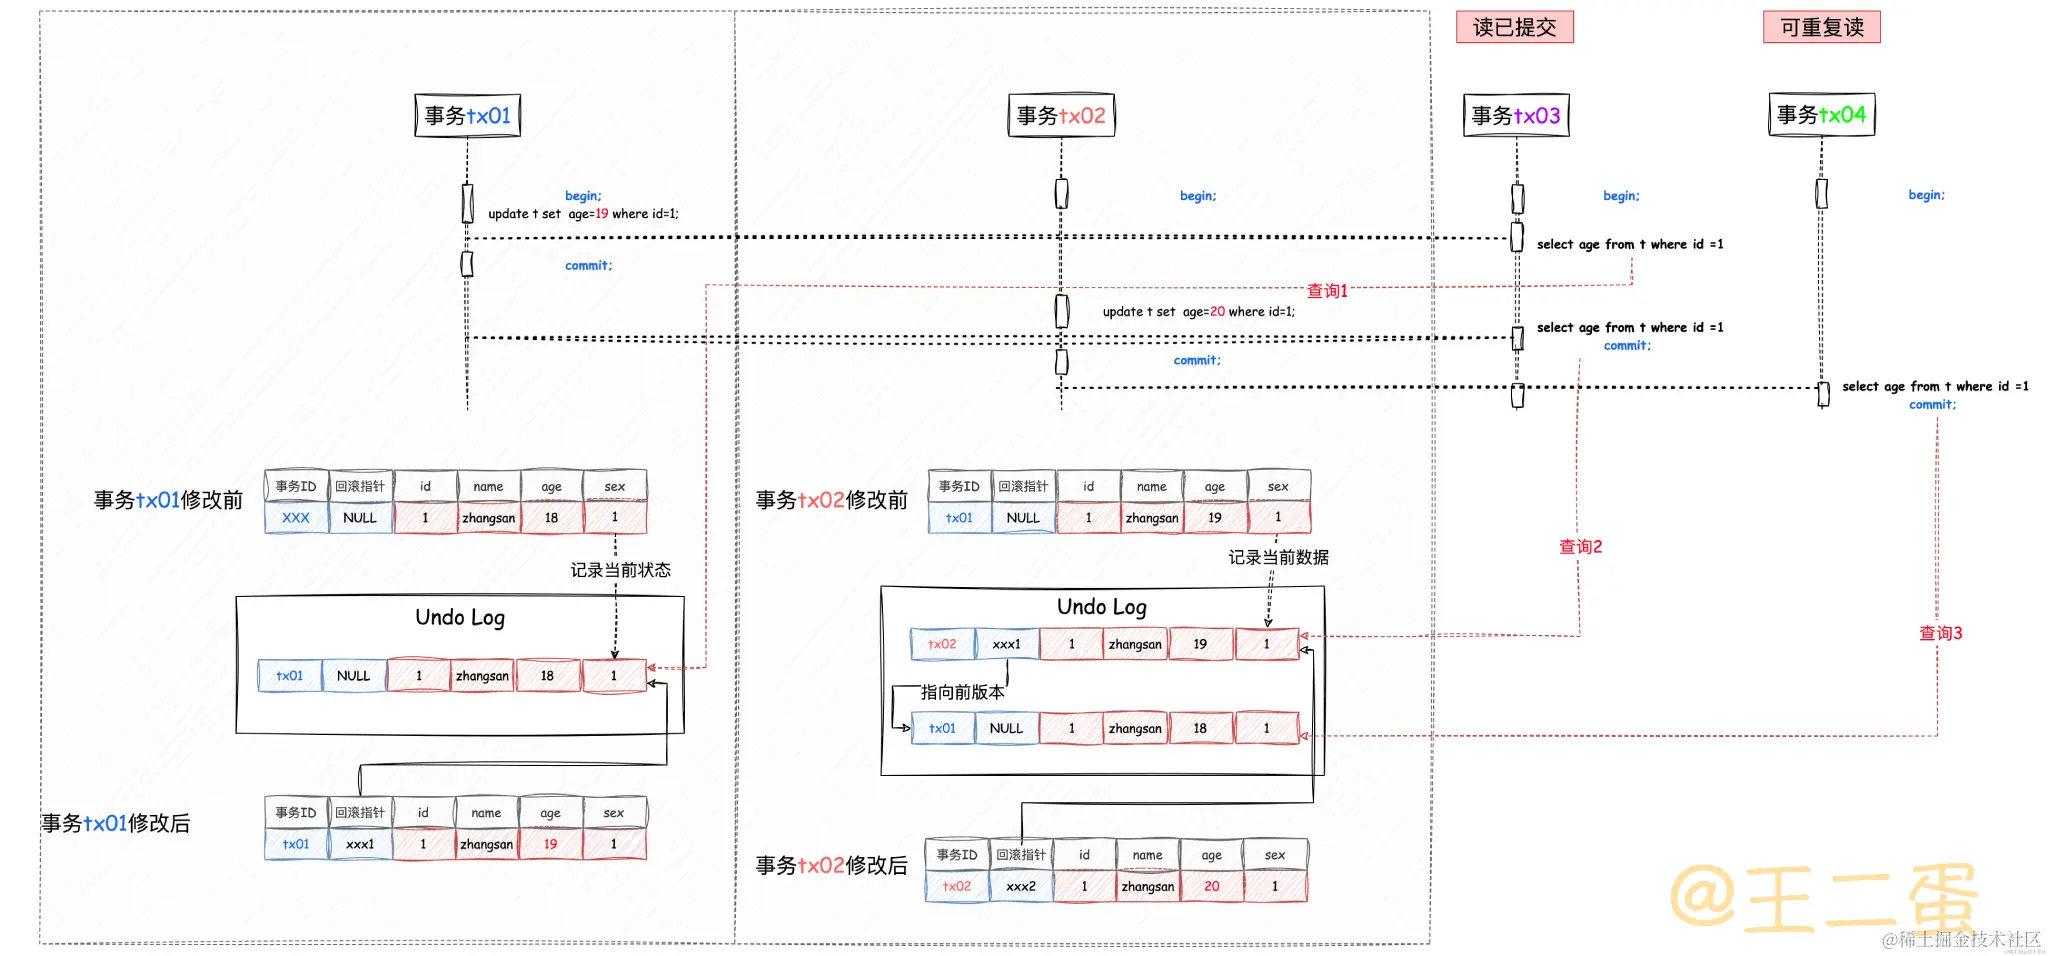 读已提交
可重复读
事务tx01
事务tx02
事务tx03
事务tx04
begin;
update t set age=19 where id=1;
begin;
begin;
begin;
select age from t where id =1
commit;
查询1
update t set age=20 where id=1;
select age from t where id =1
commit;
commit;
select age from t where id =1
commit;
事务tx01修改前
事务ID 回滚指针 id name age sex
XXX NULL 1 zhangsan 18 1
记录当前状态
Undo Log
tx01 NULL 1 zhangsan 18 1
事务tx01修改后
事务ID 回滚指针 id name age sex
tx01 xxx1 1 zhangsan 19 1
事务tx02修改前
事务ID 回滚指针 id name age sex
tx01 NULL 1 zhangsan 19 1
记录当前数据
Undo Log
tx02 xxx1 1 zhangsan 19 1
指向前版本
tx01 NULL 1 zhangsan 18 1
事务tx02修改后
事务ID 回滚指针 id name age sex
tx02 xxx2 1 zhangsan 20 1
查询2
查询3
@王二蛋
@稀土掘金技术社区